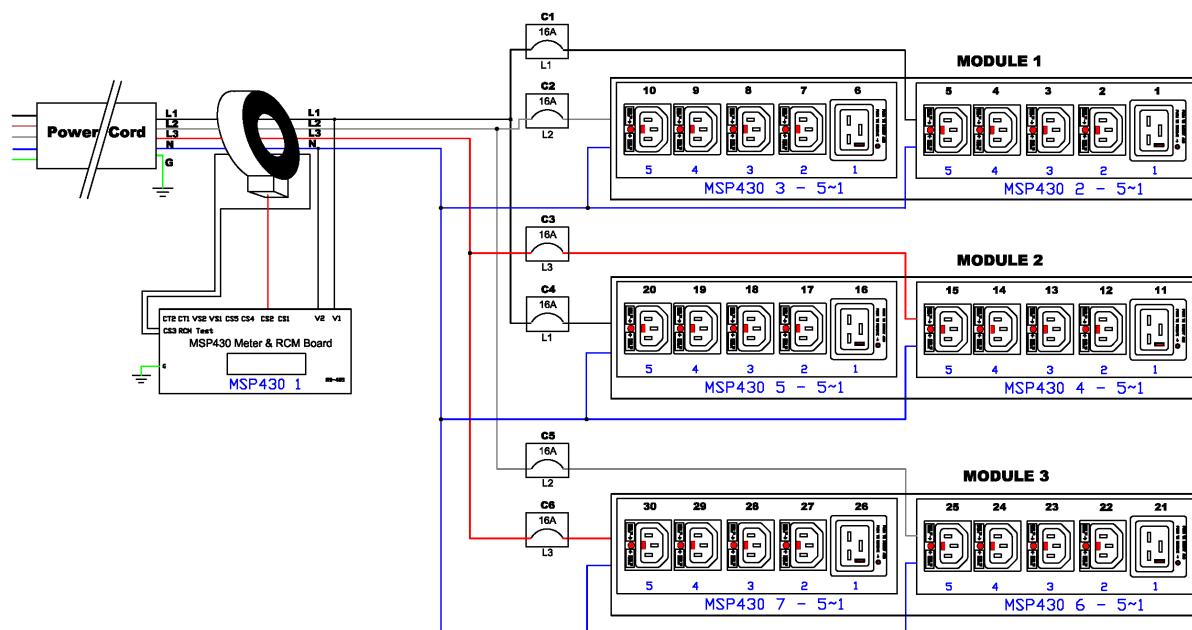 C1
16A
L1
C2
16A
L2
MODULE 1
10 9 8 7 6
5 4 3 2 1
5 4 3 2 1
5 4 3 2 1
MSP430 3 - 5~1
MSP430 2 - 5~1
Power Cord
L1
L2
L3
N
G
L1
L2
L3
N
C3
16A
L3
C4
16A
L1
MODULE 2
20 19 18 17 16
15 14 13 12 11
5 4 3 2 1
5 4 3 2 1
MSP430 5 - 5~1
MSP430 4 - 5~1
CT2 CT1 VS2 VS1 CS5 CS4 CS2 CS1 V2 V1
CS3 RCM Test
MSP430 Meter & RCM Board
G
MSP430 1
RS-485
C5
16A
L2
C6
16A
L3
MODULE 3
30 29 28 27 26
25 24 23 22 21
5 4 3 2 1
5 4 3 2 1
MSP430 7 - 5~1
MSP430 6 - 5~1